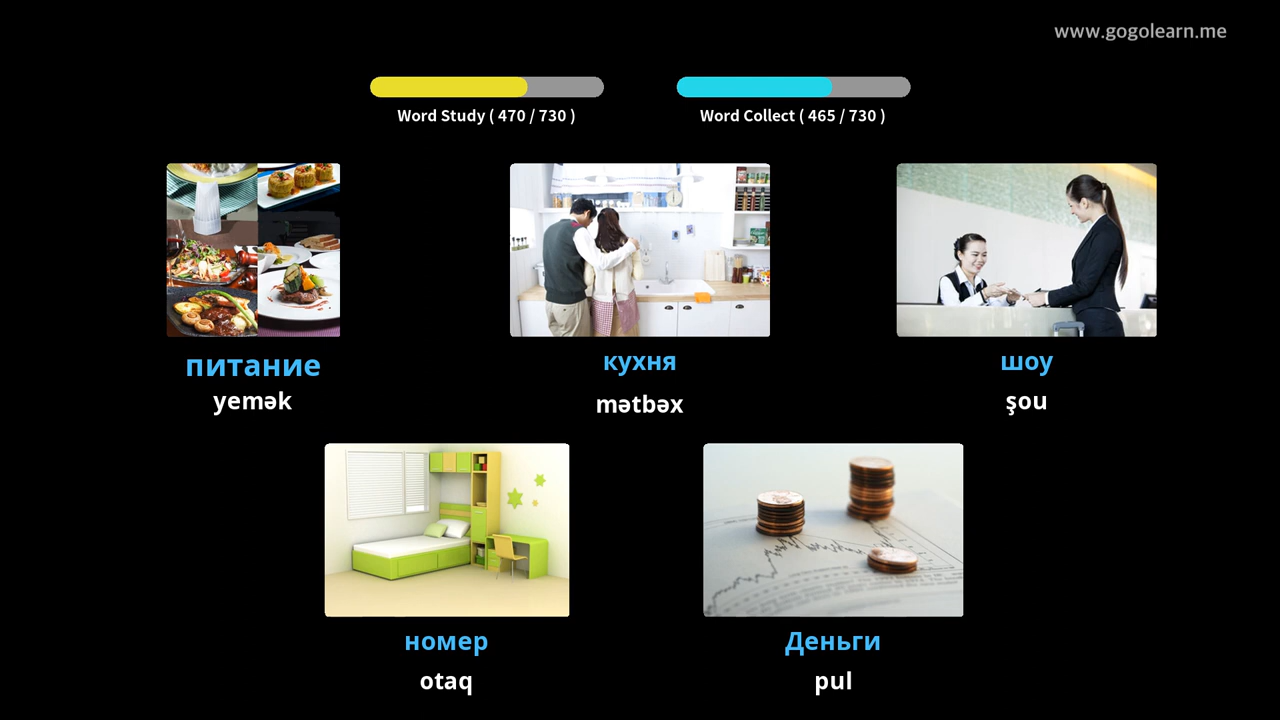 www.gogolearn.me
Word Study ( 470 / 730 )
Word Collect ( 465 / 730 )
питание
yemək
кухня
mətbəx
шоу
şou
номер
otaq
Деньги
pul